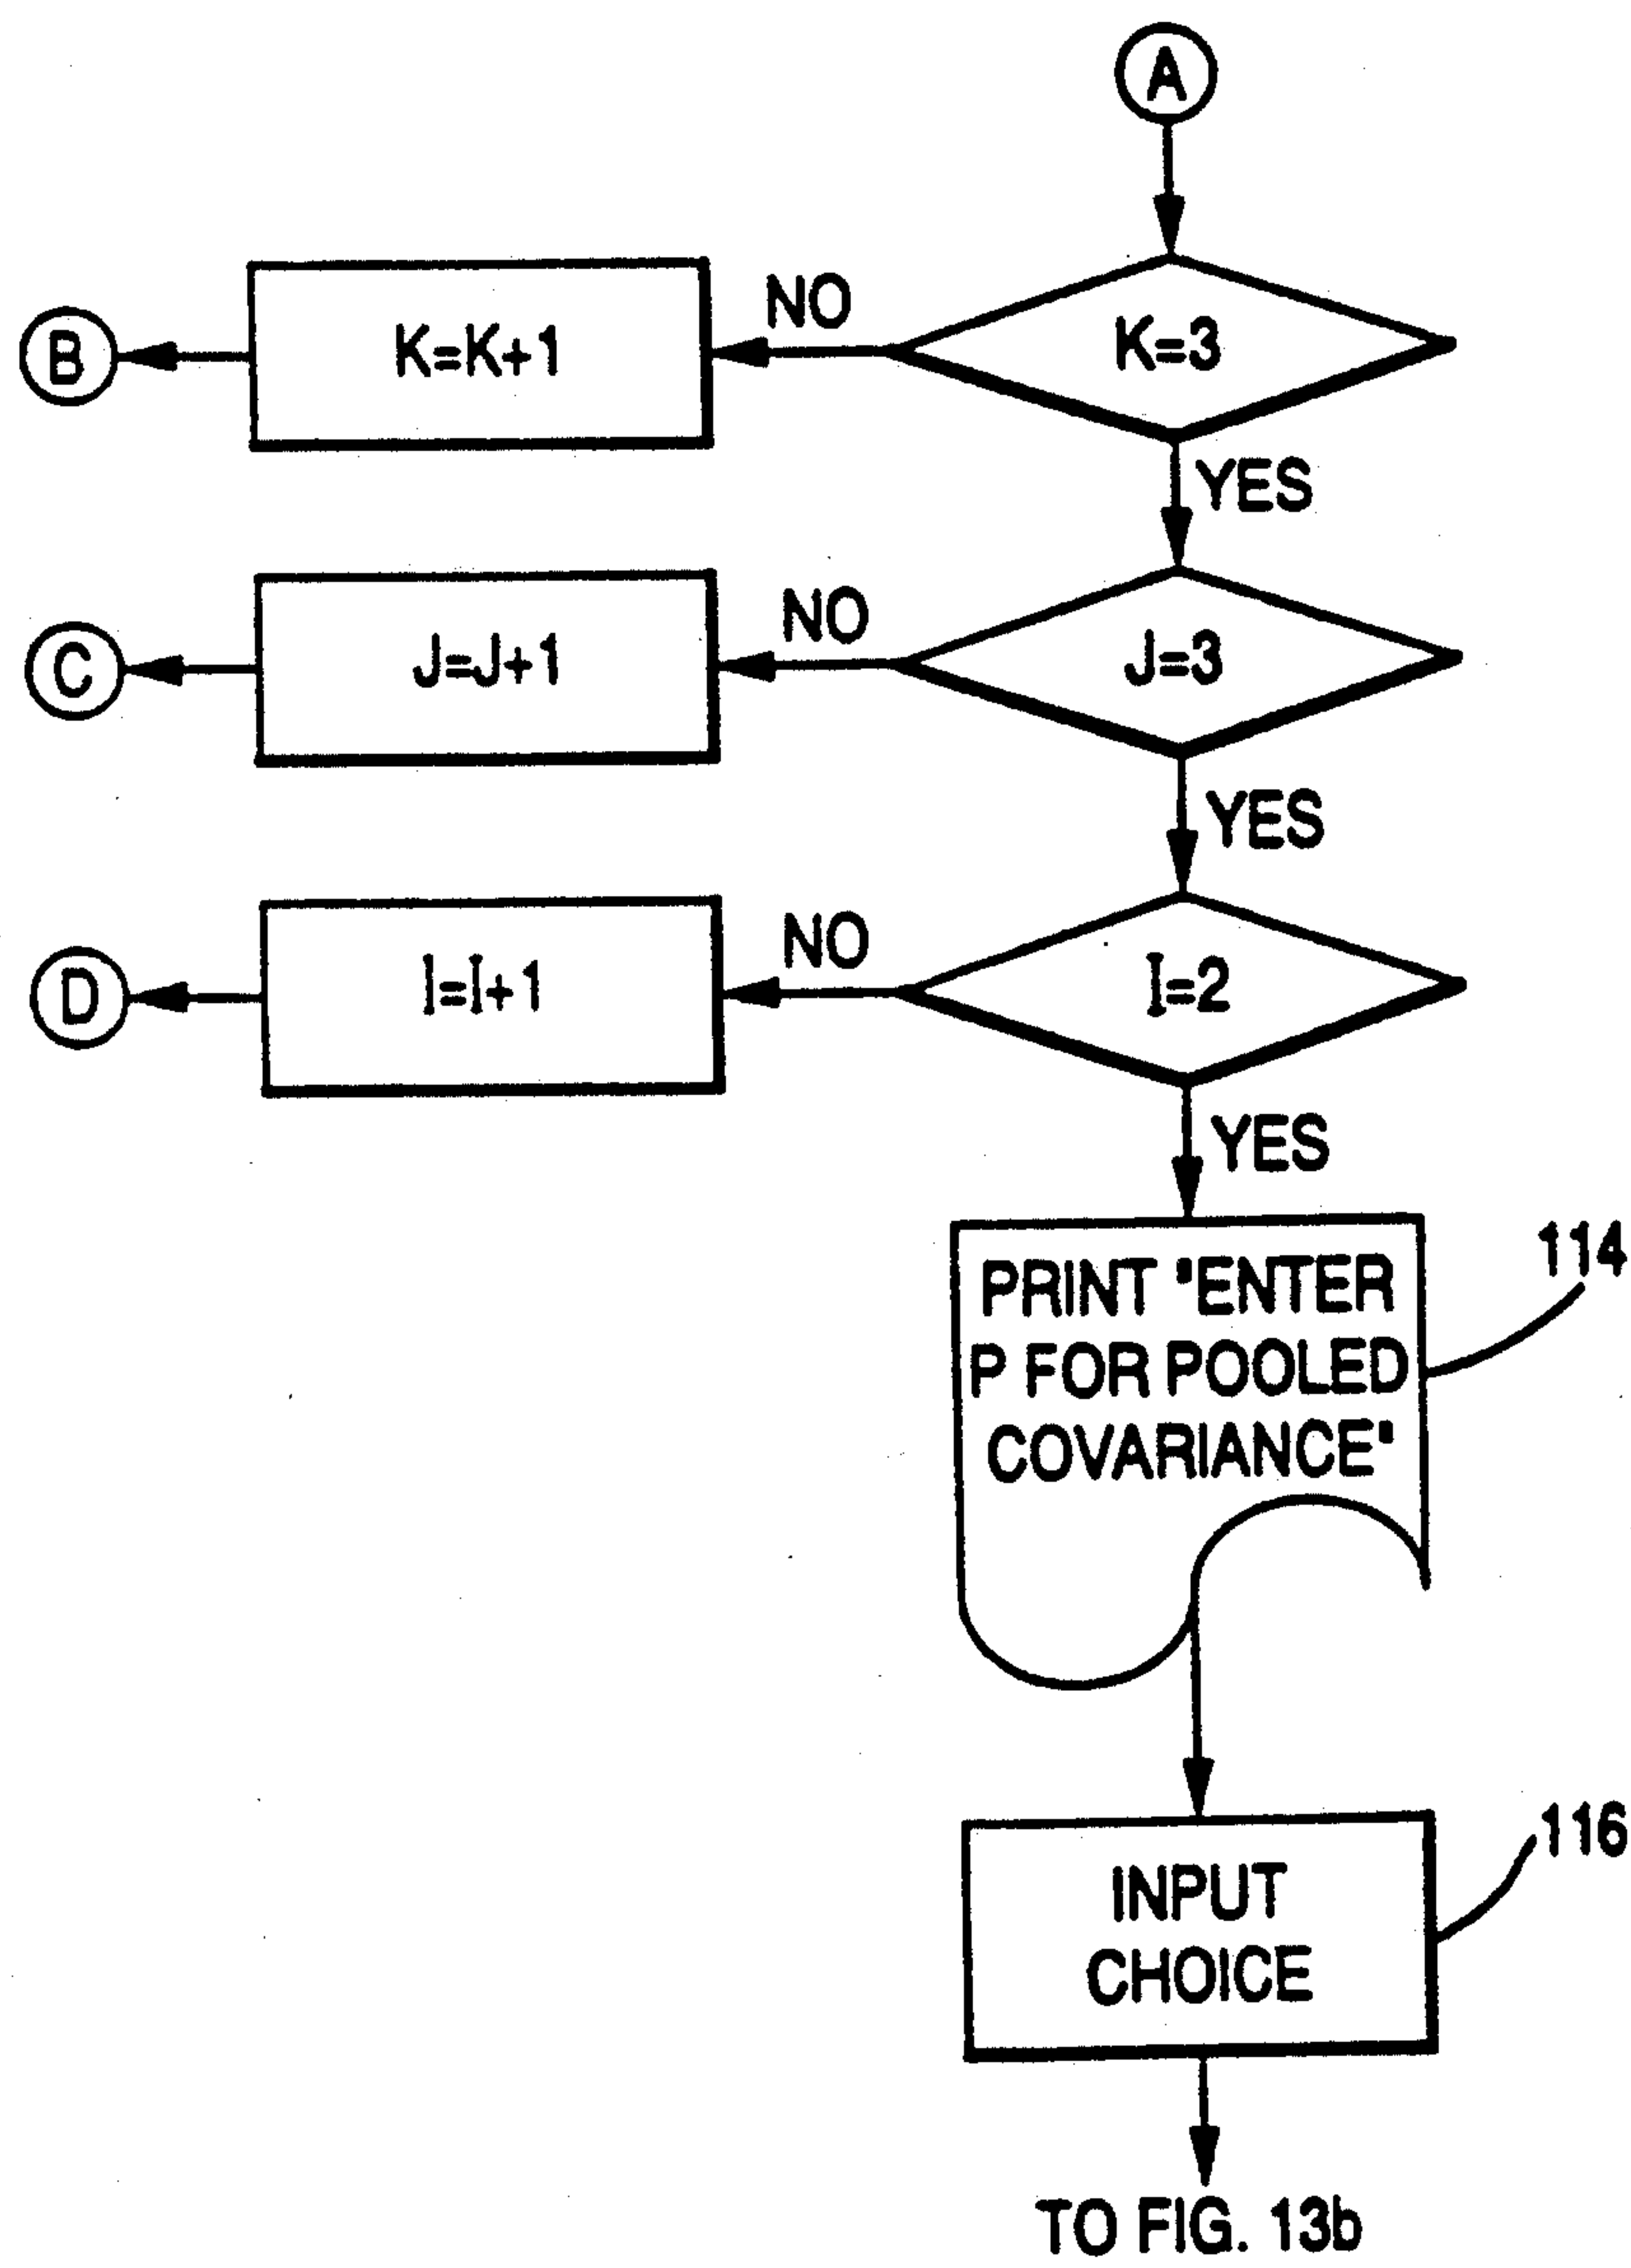 A
K=3
NO
K=K+1
B
YES
J=3
NO
J=J+1
C
YES
I=2
NO
I=I+1
D
YES
PRINT "ENTER
P FOR POOLED
COVARIANCE"
114
INPUT
CHOICE
116
TO FIG. 13b